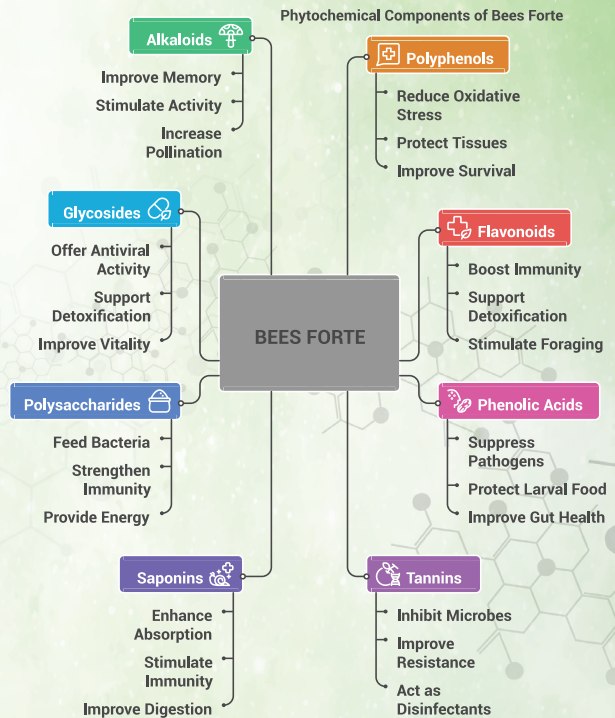 Phytochemical Components of Bees Forte
Alkaloids
Improve Memory
Stimulate Activity
Increase
Pollination
Polyphenols
Reduce Oxidative
Stress
Protect Tissues
Improve Survival
Glycosides
Offer Antiviral
Activity
Support
Detoxification
Improve Vitality
Flavonoids
Boost Immunity
Support
Detoxification
Stimulate Foraging
BEES FORTE
Polysaccharides
Feed Bacteria
Strengthen
Immunity
Provide Energy
Phenolic Acids
Suppress
Pathogens
Protect Larval Food
Improve Gut Health
Saponins
Enhance
Absorption
Stimulate
Immunity
Improve Digestion
Tannins
Inhibit Microbes
Improve
Resistance
Act as
Disinfectants